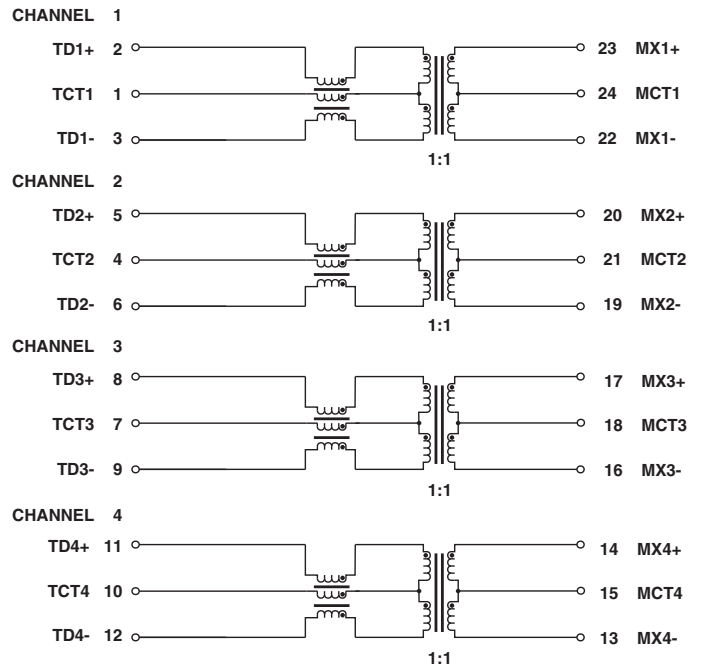 CHANNEL 1
TD1+ 2 23 MX1+
TCT1 1 24 MCT1
TD1- 3 22 MX1-
1:1
CHANNEL 2
TD2+ 5 20 MX2+
TCT2 4 21 MCT2
TD2- 6 19 MX2-
1:1
CHANNEL 3
TD3+ 8 17 MX3+
TCT3 7 18 MCT3
TD3- 9 16 MX3-
1:1
CHANNEL 4
TD4+ 11 14 MX4+
TCT4 10 15 MCT4
TD4- 12 13 MX4-
1:1